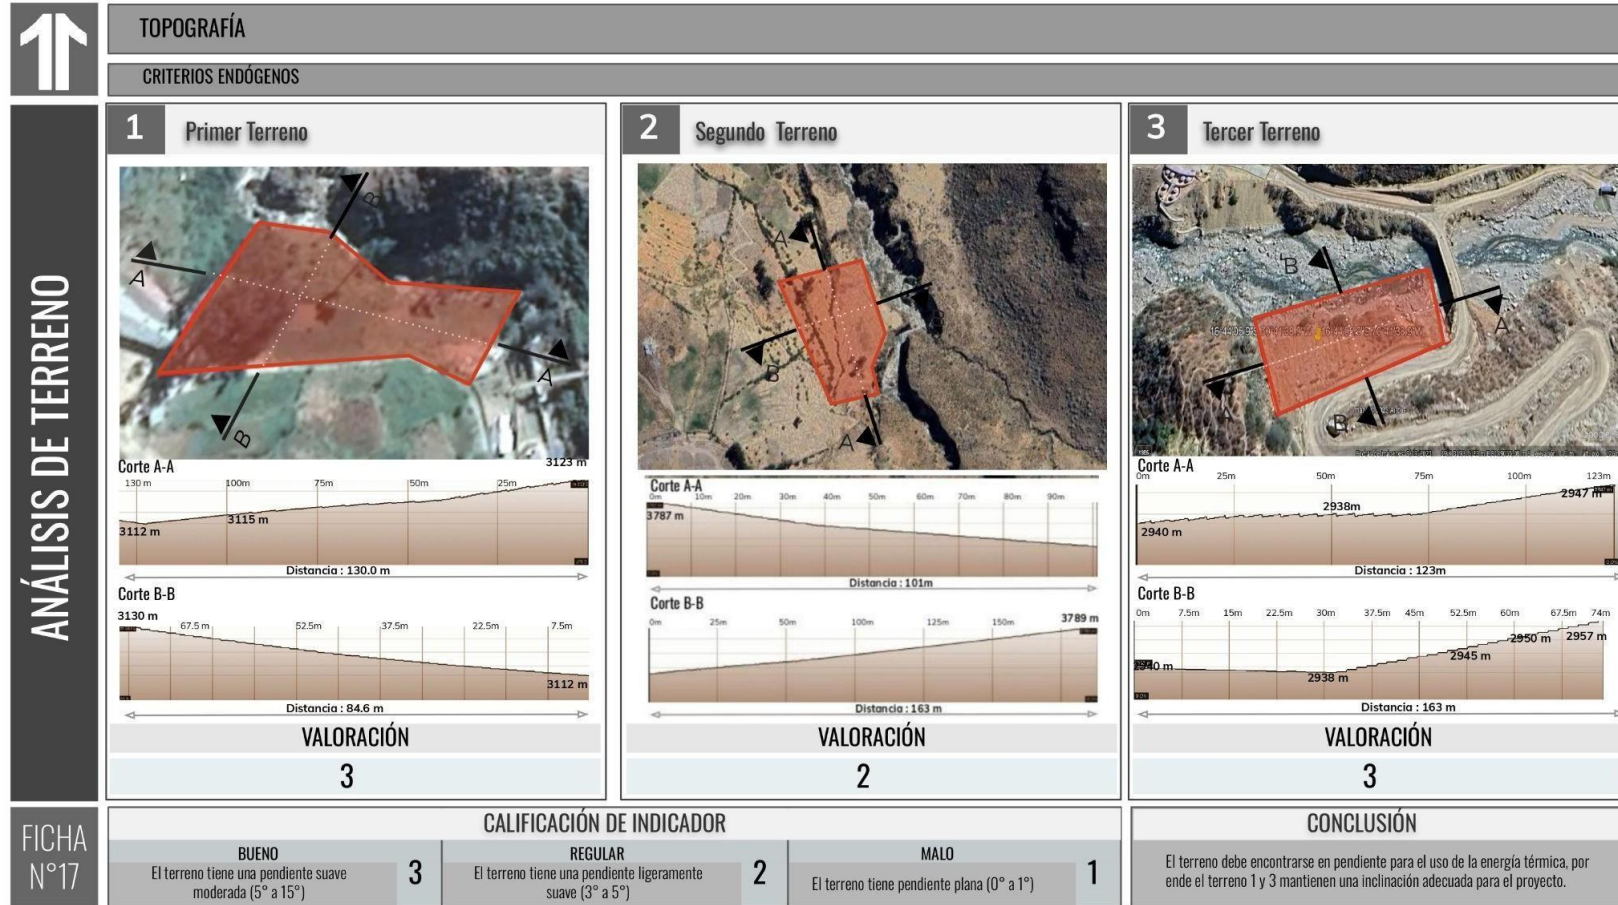 TOPOGRAFÍA
CRITERIOS ENDÓGENOS
ANÁLISIS DE TERRENO
1 Primer Terreno
A
B
A
B
Corte A-A
3123 m
130 m 100m 75m 50m 25m
3115 m
3112 m
Distancia : 130.0 m
Corte B-B
3130 m
67.5 m 52.5m 37.5m 22.5m 7.5m
3112 m
Distancia : 84.6 m
VALORACIÓN
3
2 Segundo Terreno
A
B
B
A
Corte A-A
0m 10m 20m 30m 40m 50m 60m 70m 80m 90m
3787 m
Distancia : 101m
Corte B-B
3789 m
0m 25m 50m 100m 125m 150m
Distancia : 163 m
VALORACIÓN
2
3 Tercer Terreno
B
A
A
B
Corte A-A
0m 25m 50m 75m 100m 123m
2947 m
2938m
2940 m
Distancia : 123m
Corte B-B
0m 7.5m 15m 22.5m 30m 37.5m 45m 52.5m 60m 67.5m 74m
2950 m 2957 m
2945 m
2940 m
2938 m
Distancia : 163 m
VALORACIÓN
3
FICHA
N°17
CALIFICACIÓN DE INDICADOR
BUENO
El terreno tiene una pendiente suave
moderada (5° a 15°)
3
REGULAR
El terreno tiene una pendiente ligeramente
suave (3° a 5°)
2
MALO
El terreno tiene pendiente plana (0° a 1°)
1
CONCLUSIÓN
El terreno debe encontrarse en pendiente para el uso de la energía térmica, por
ende el terreno 1 y 3 mantienen una inclinación adecuada para el proyecto.